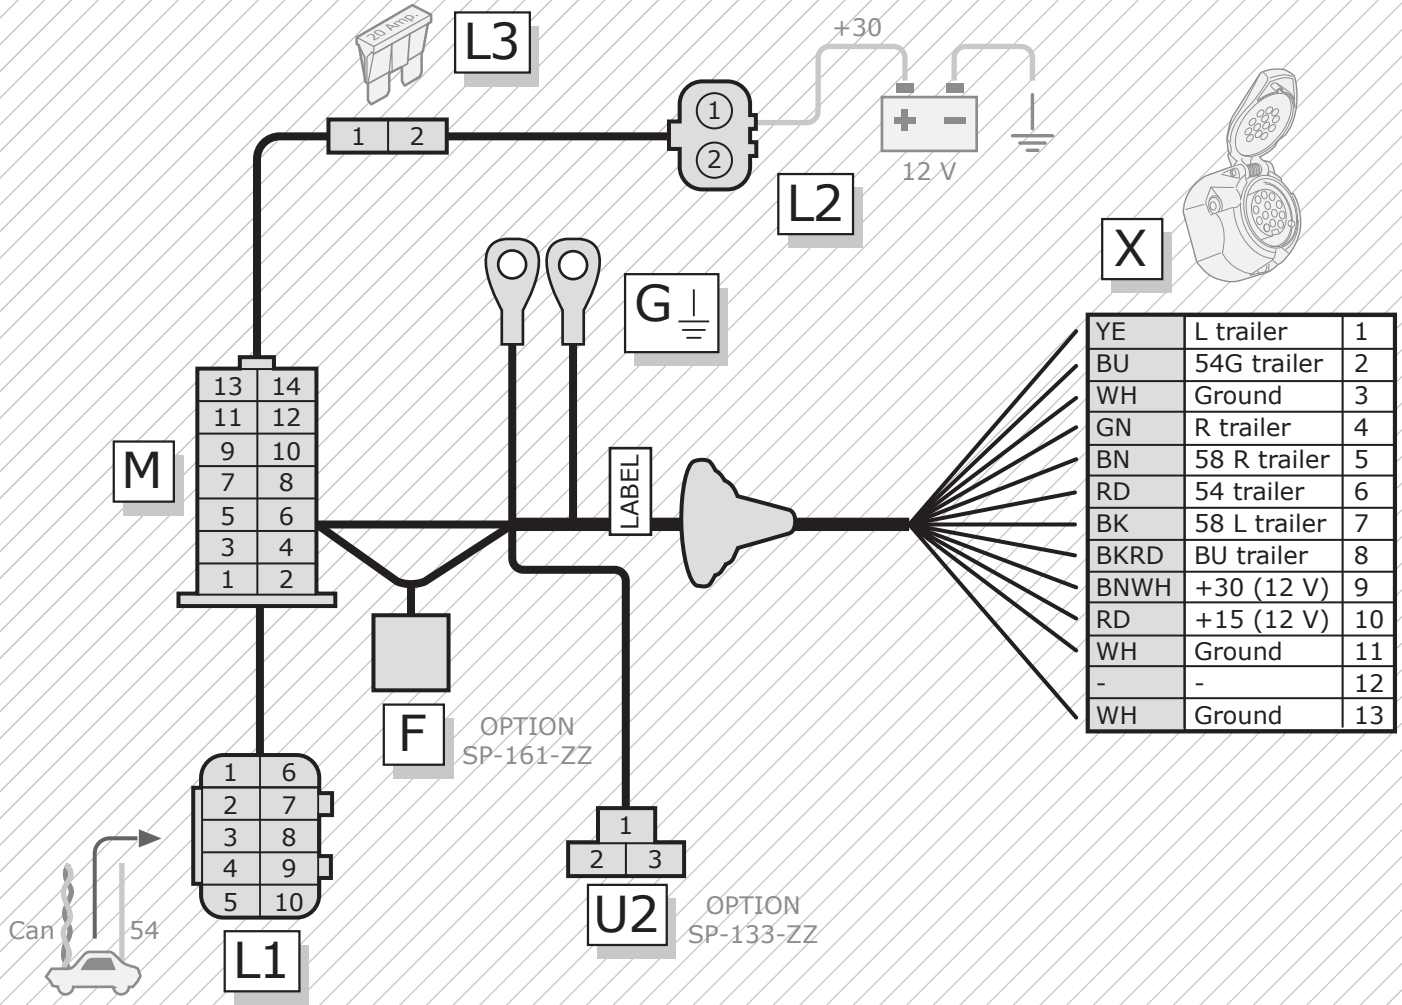 20 Amp.
L3
+30
1 2
1
2
12 V
L2
X
G
M
13 14
11 12
9 10
7 8
5 6
3 4
1 2
LABEL
YE L trailer 1
BU 54G trailer 2
WH Ground 3
GN R trailer 4
BN 58 R trailer 5
RD 54 trailer 6
BK 58 L trailer 7
BKRD BU trailer 8
BNWH +30 (12 V) 9
RD +15 (12 V) 10
WH Ground 11
- - 12
WH Ground 13
F
OPTION
SP-161-ZZ
1 6
2 7
3 8
4 9
5 10
Can
54
L1
1
2 3
U2
OPTION
SP-133-ZZ